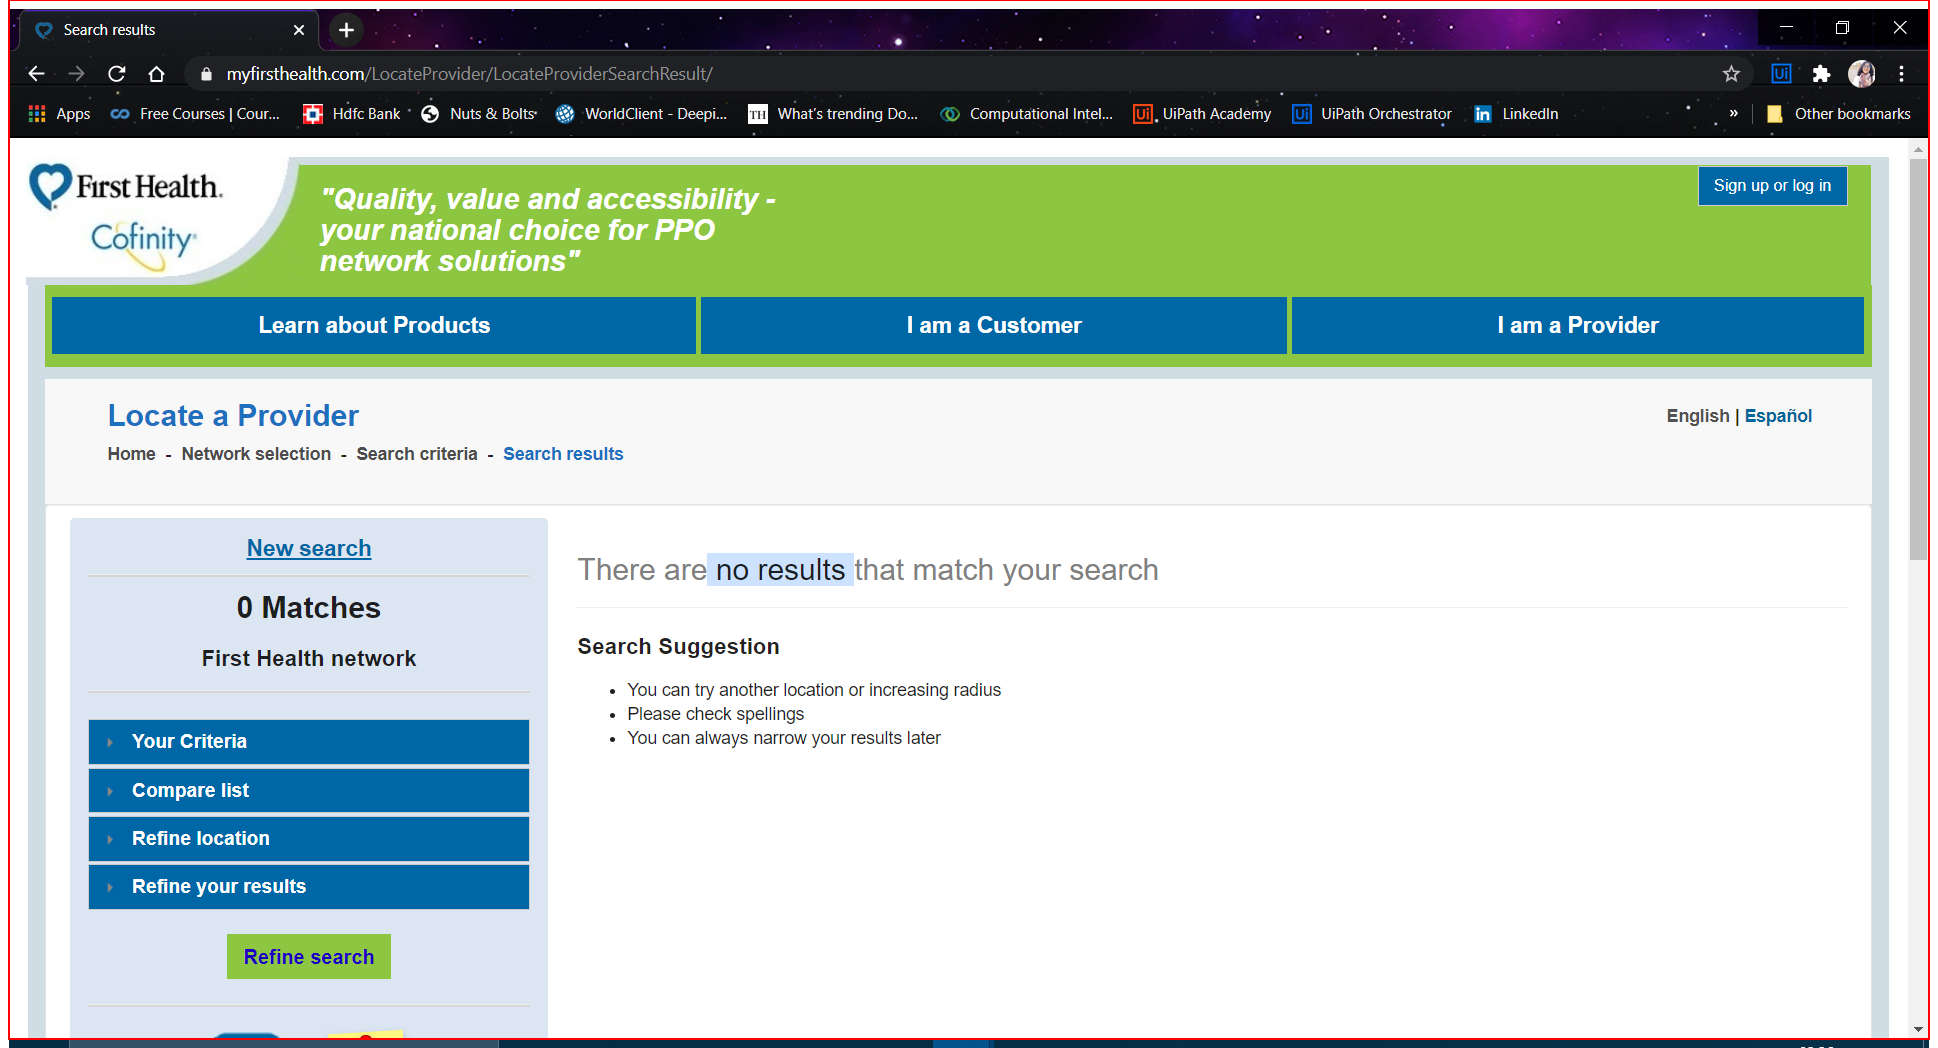 Search results
myfirsthealth.com/LocateProvider/LocateProviderSearchResult/
Apps Free Courses | Cour... Hdfc Bank Nuts & Bolts WorldClient - Deepi... TH What's trending Do... Computational Intel... Ui UiPath Academy Ui UiPath Orchestrator in LinkedIn » Other bookmarks
First Health.
Cofinity
"Quality, value and accessibility -
your national choice for PPO
network solutions"
Sign up or log in
Learn about Products I am a Customer I am a Provider
Locate a Provider
English | Español
Home - Network selection - Search criteria - Search results
New search
0 Matches
First Health network
Your Criteria
Compare list
Refine location
Refine your results
Refine search
There are no results that match your search
Search Suggestion
• You can try another location or increasing radius
• Please check spellings
• You can always narrow your results later